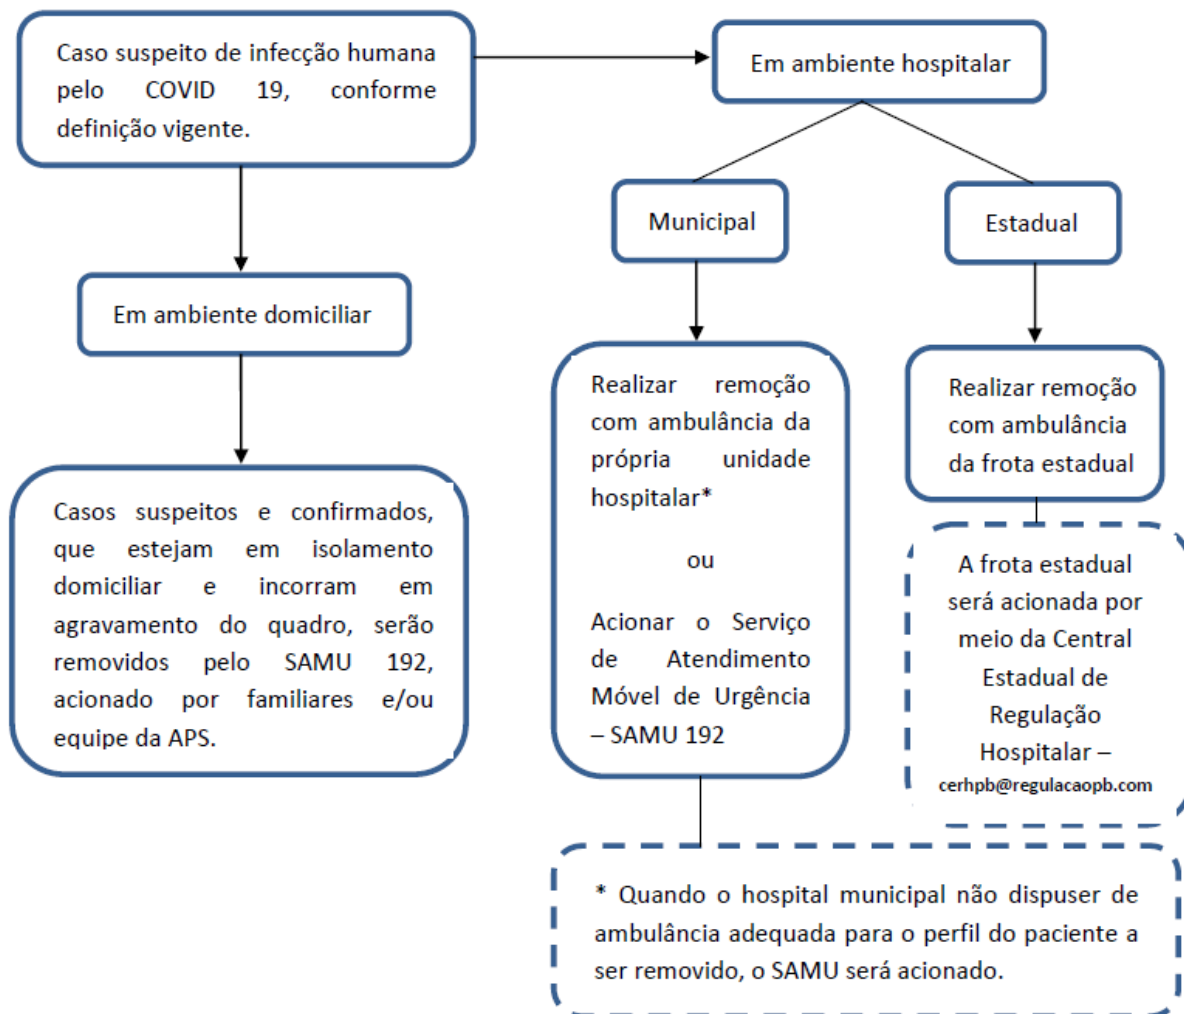 Caso suspeito de infecção humana
pelo COVID 19, conforme
definição vigente.
Em ambiente hospitalar
Municipal
Estadual
Em ambiente domiciliar
Realizar remoção
com ambulância da
própria unidade
hospitalar*
ou
Acionar o Serviço
de Atendimento
Móvel de Urgência
– SAMU 192
Realizar remoção
com ambulância
da frota estadual
Casos suspeitos e confirmados,
que estejam em isolamento
domiciliar e incorram em
agravamento do quadro, serão
removidos pelo SAMU 192,
acionado por familiares e/ou
equipe da APS.
A frota estadual
será acionada por
meio da Central
Estadual de
Regulação
Hospitalar –
cerhpb@regulacaopb.com
* Quando o hospital municipal não dispuser de
ambulância adequada para o perfil do paciente a
ser removido, o SAMU será acionado.